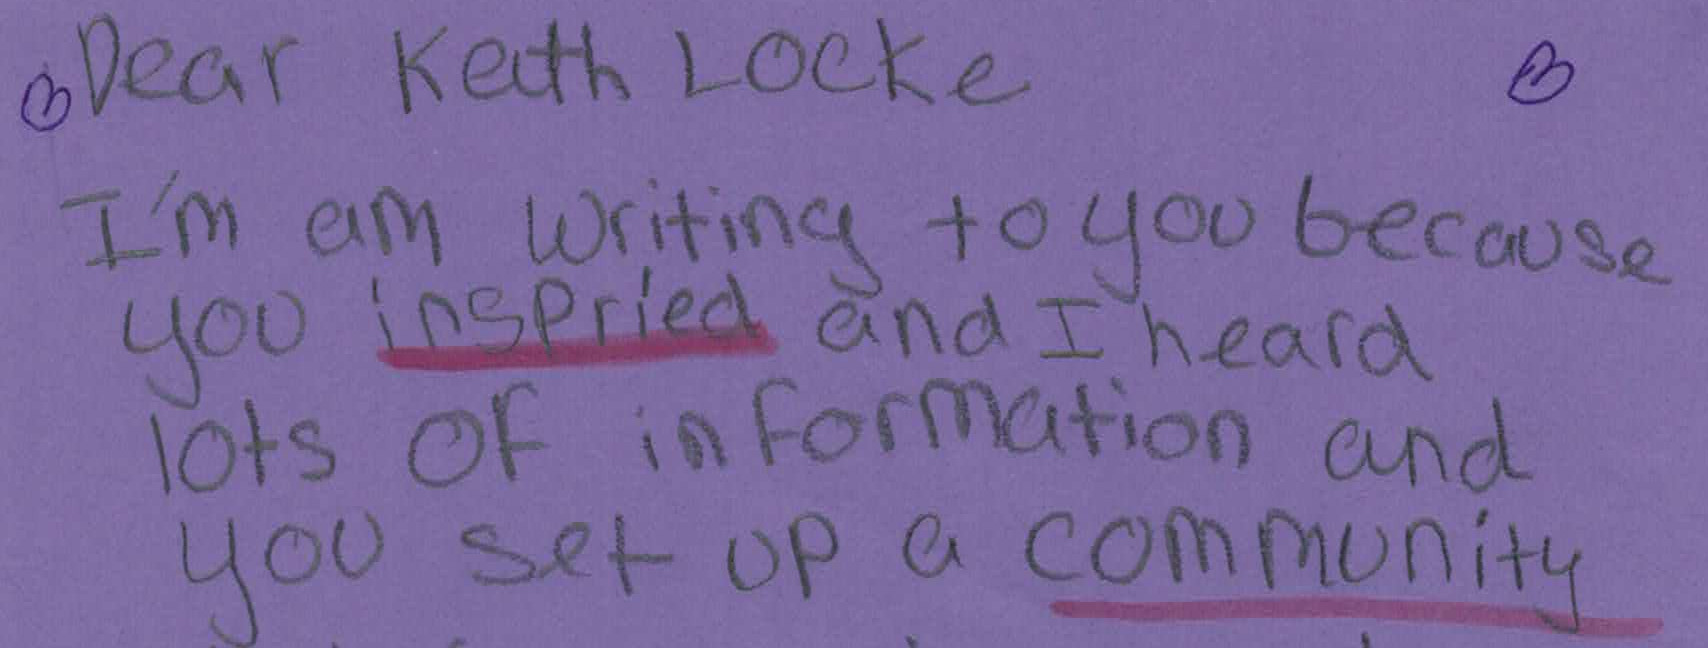 Dear Keith Locke
I'm am writing to you because
you inspried and I heard
lots of information and
you set up a community